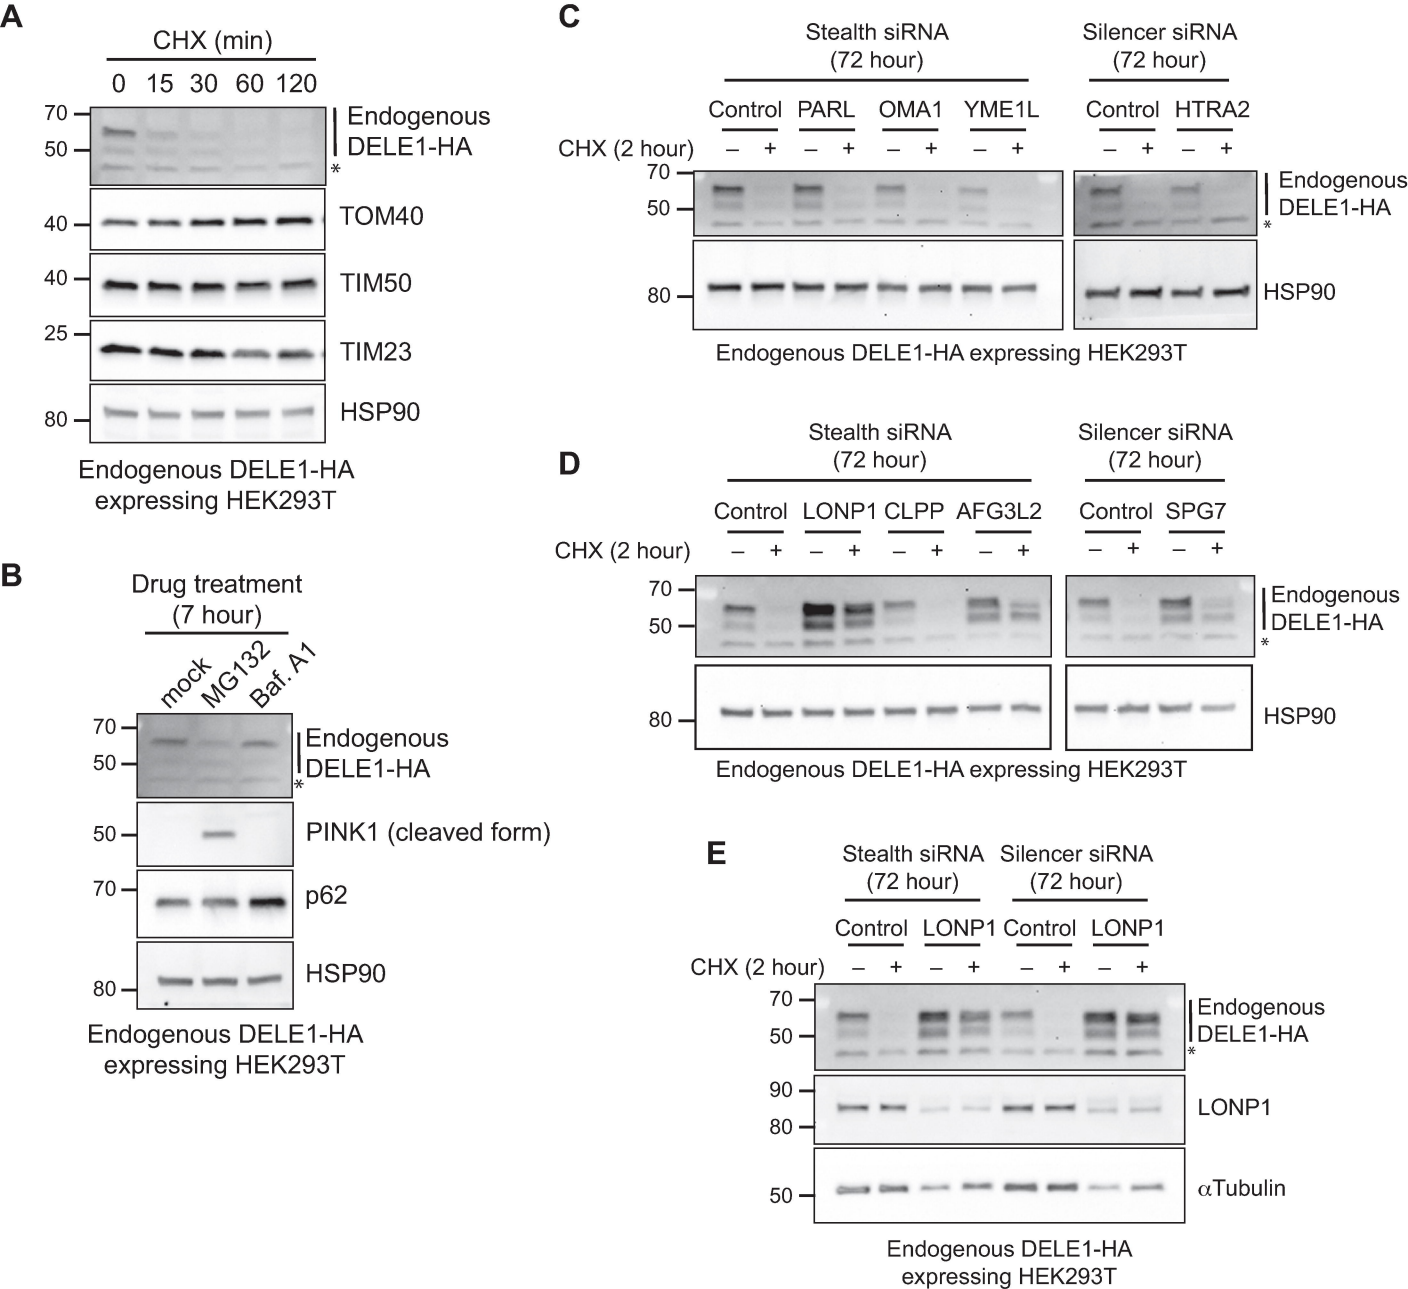 A
CHX (min)
0 15 30 60 120
70
50
Endogenous
DELE1-HA
*
40
TOM40
40
TIM50
25
TIM23
80
HSP90
Endogenous DELE1-HA
expressing HEK293T
B
Drug treatment
(7 hour)
mock MG132 Baf. A1
70
50
Endogenous
DELE1-HA
*
50
PINK1 (cleaved form)
70
p62
80
HSP90
Endogenous DELE1-HA
expressing HEK293T
C
Stealth siRNA
(72 hour)
Silencer siRNA
(72 hour)
Control PARL OMA1 YME1L Control HTRA2
CHX (2 hour) – + – + – + – + – + – +
70
50
Endogenous
DELE1-HA
*
80
HSP90
Endogenous DELE1-HA expressing HEK293T
D
Stealth siRNA
(72 hour)
Silencer siRNA
(72 hour)
Control LONP1 CLPP AFG3L2 Control SPG7
CHX (2 hour) – + – + – + – + – + – +
70
50
Endogenous
DELE1-HA
*
80
HSP90
Endogenous DELE1-HA expressing HEK293T
E
Stealth siRNA Silencer siRNA
(72 hour) (72 hour)
Control LONP1 Control LONP1
CHX (2 hour) – + – + – + – +
70
50
Endogenous
DELE1-HA
*
90
80
LONP1
50
αTubulin
Endogenous DELE1-HA
expressing HEK293T